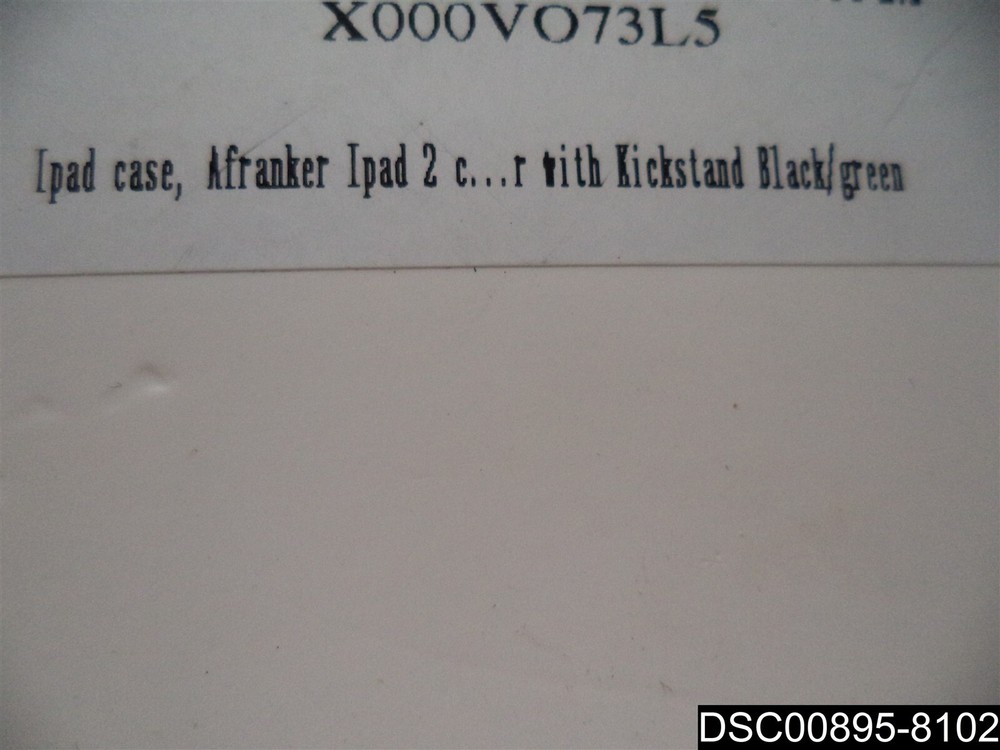 X000VO73L5
Ipad case, Afranker Ipad 2 c...r with Kickstand Black/green
DSC00895-8102